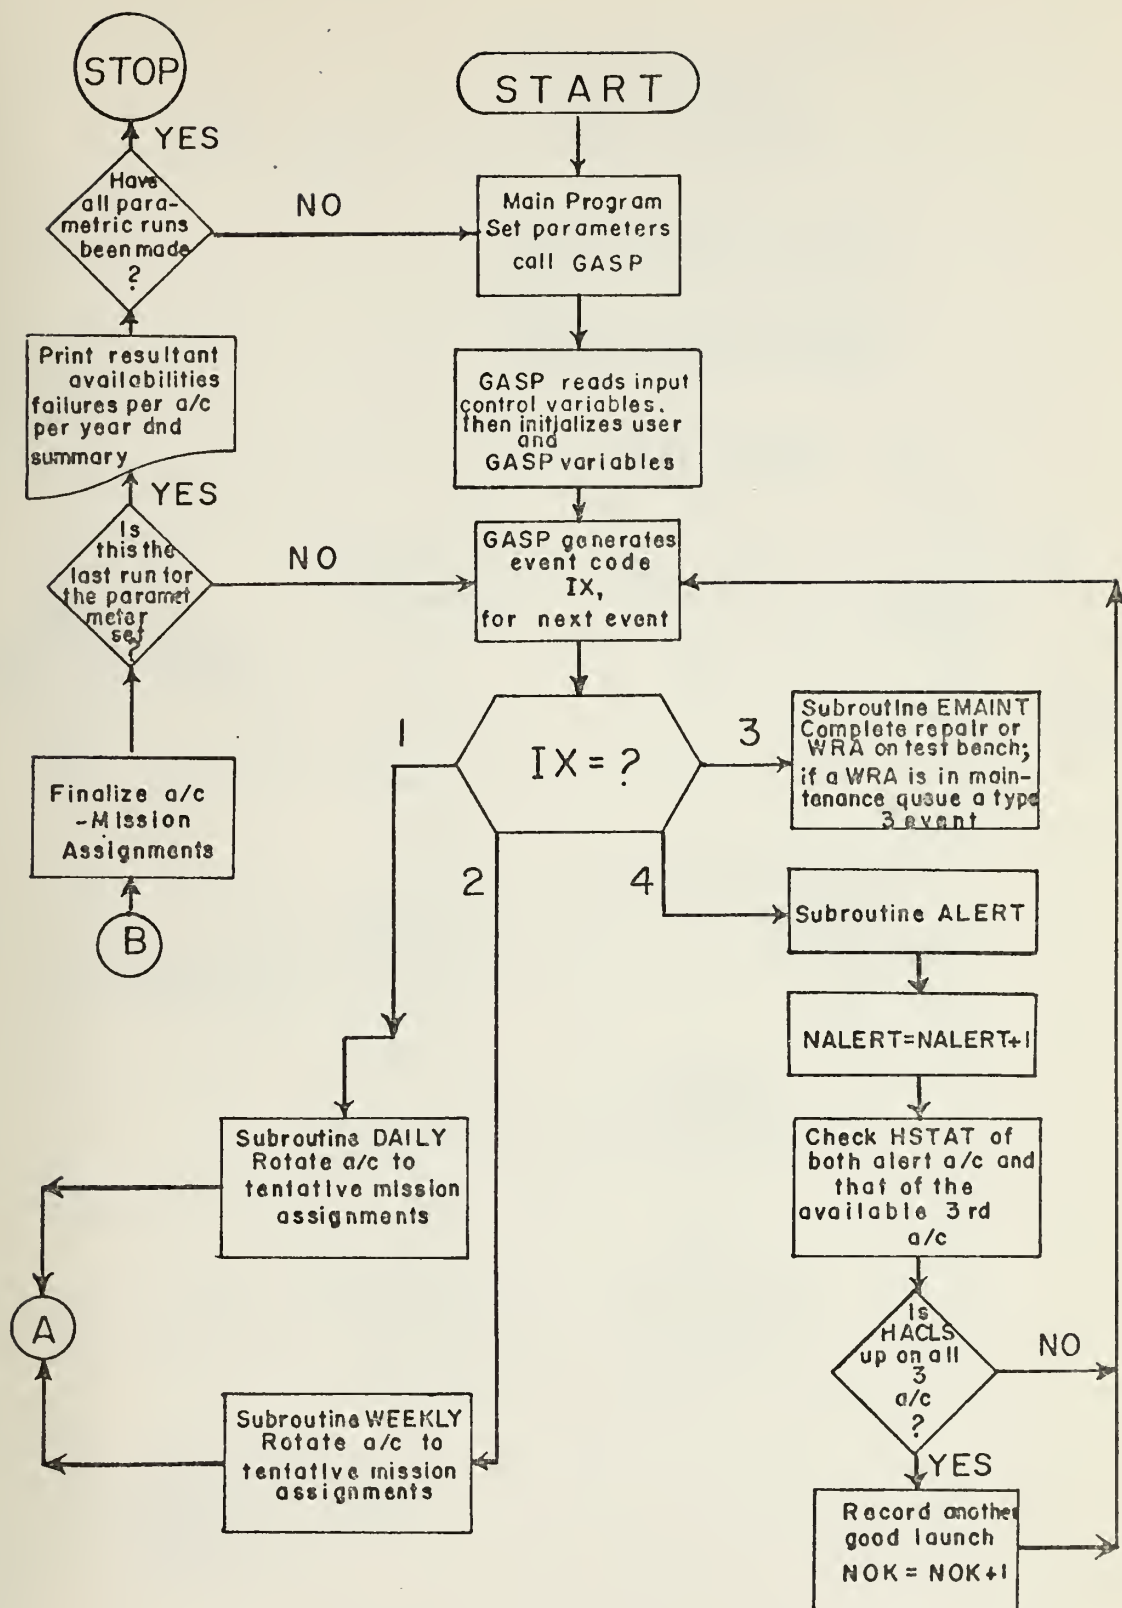 STOP
YES
Have
all para-
metric runs
been made
?
NO
START
Main Program
Set parameters
call GASP
Print resultant
availabilities
failures per a/c
per year dnd
summary
YES
GASP reads input
control variables.
then initializes user
and
GASP variables
Is
this the
last run for
the paramet
meter
set
?
NO
GASP generates
event code
IX,
for next event
Finalize a/c
-Mission
Assignments
B
IX = ?
1
2
3
4
Subroutine EMAINT
Complete repair or
WRA on test bench;
if a WRA is in main-
tenance queue a type
3 event
Subroutine ALERT
NALERT=NALERT+1
Check HSTAT of
both alert a/c and
that of the
available 3rd
a/c
Is
HACLS
up on all
3
a/c
?
NO
YES
Record another
good launch
NOK = NOK+1
Subroutine DAILY
Rotate a/c to
tentative mission
assignments
A
Subroutine WEEKLY
Rotate a/c to
tentative mission
assignments